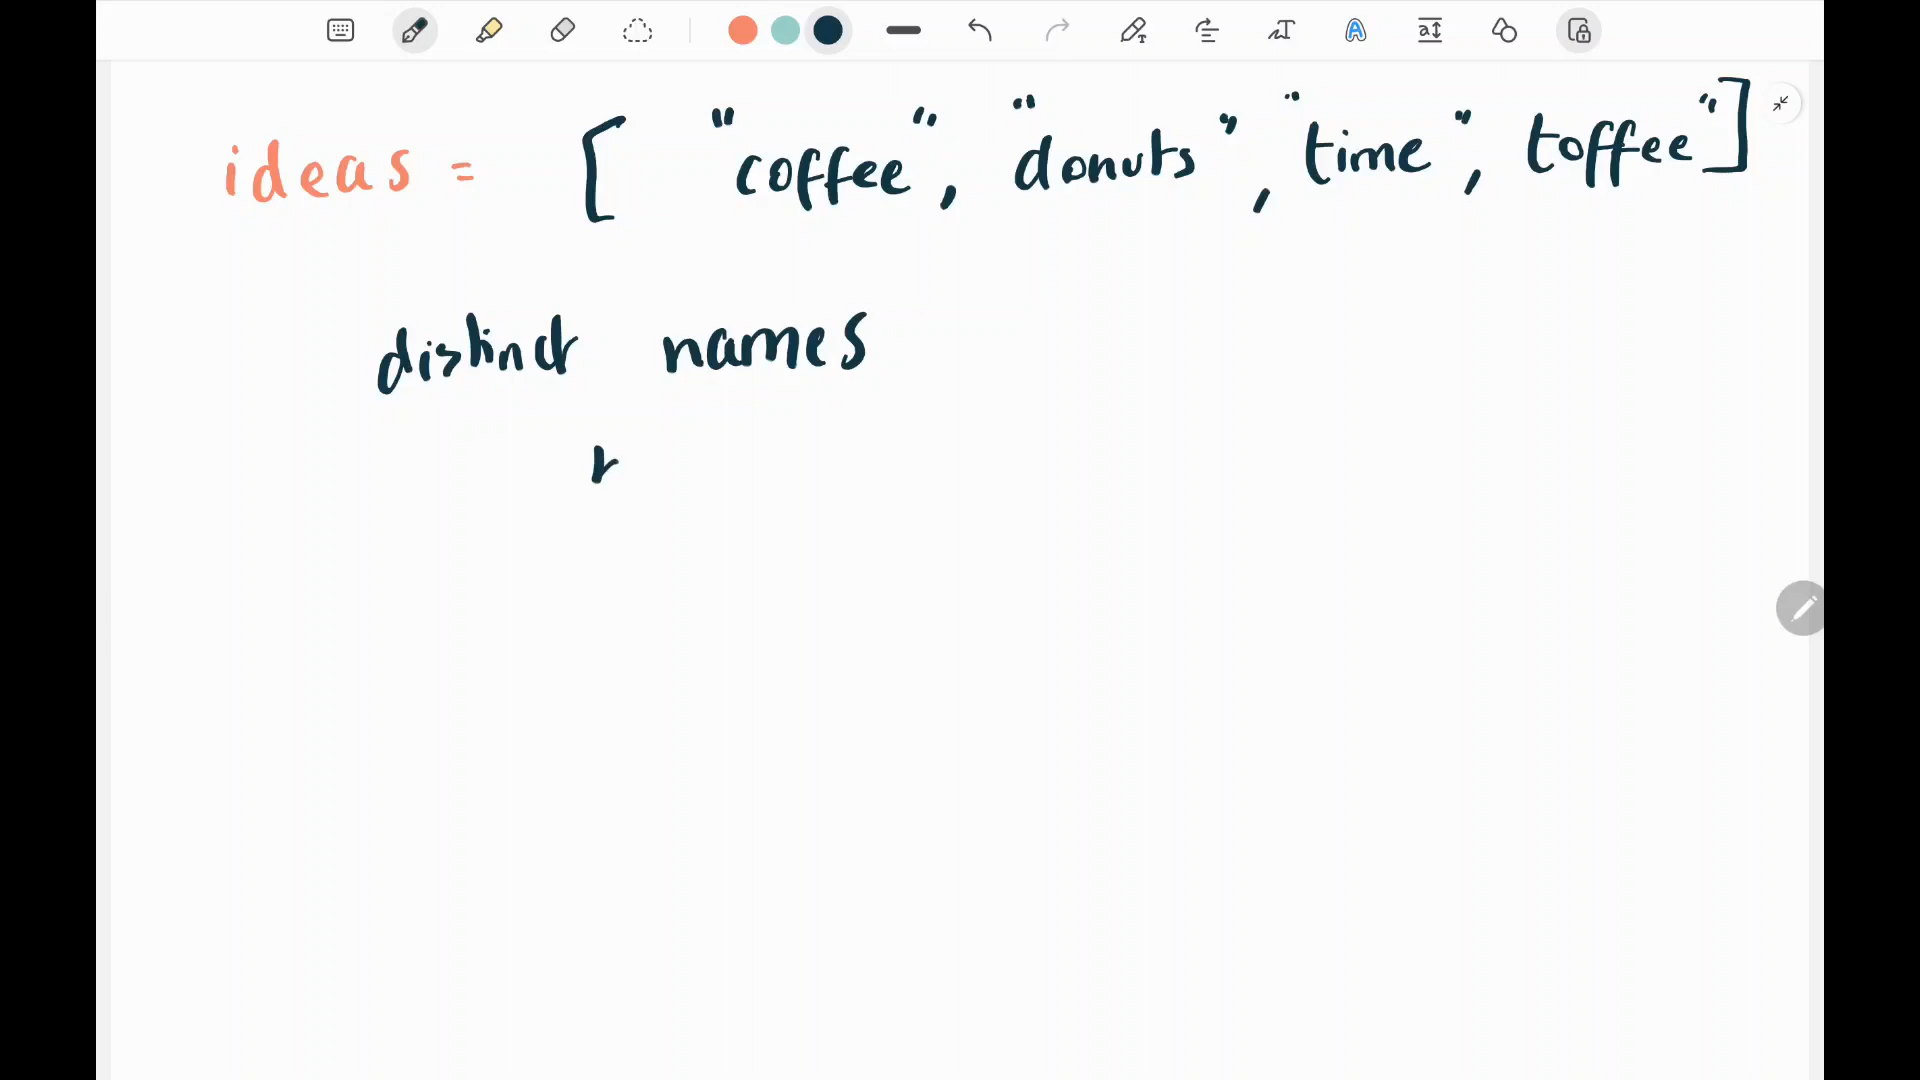 ideas = [ "coffee", "donuts", "time", toffee"]
distinct names
r